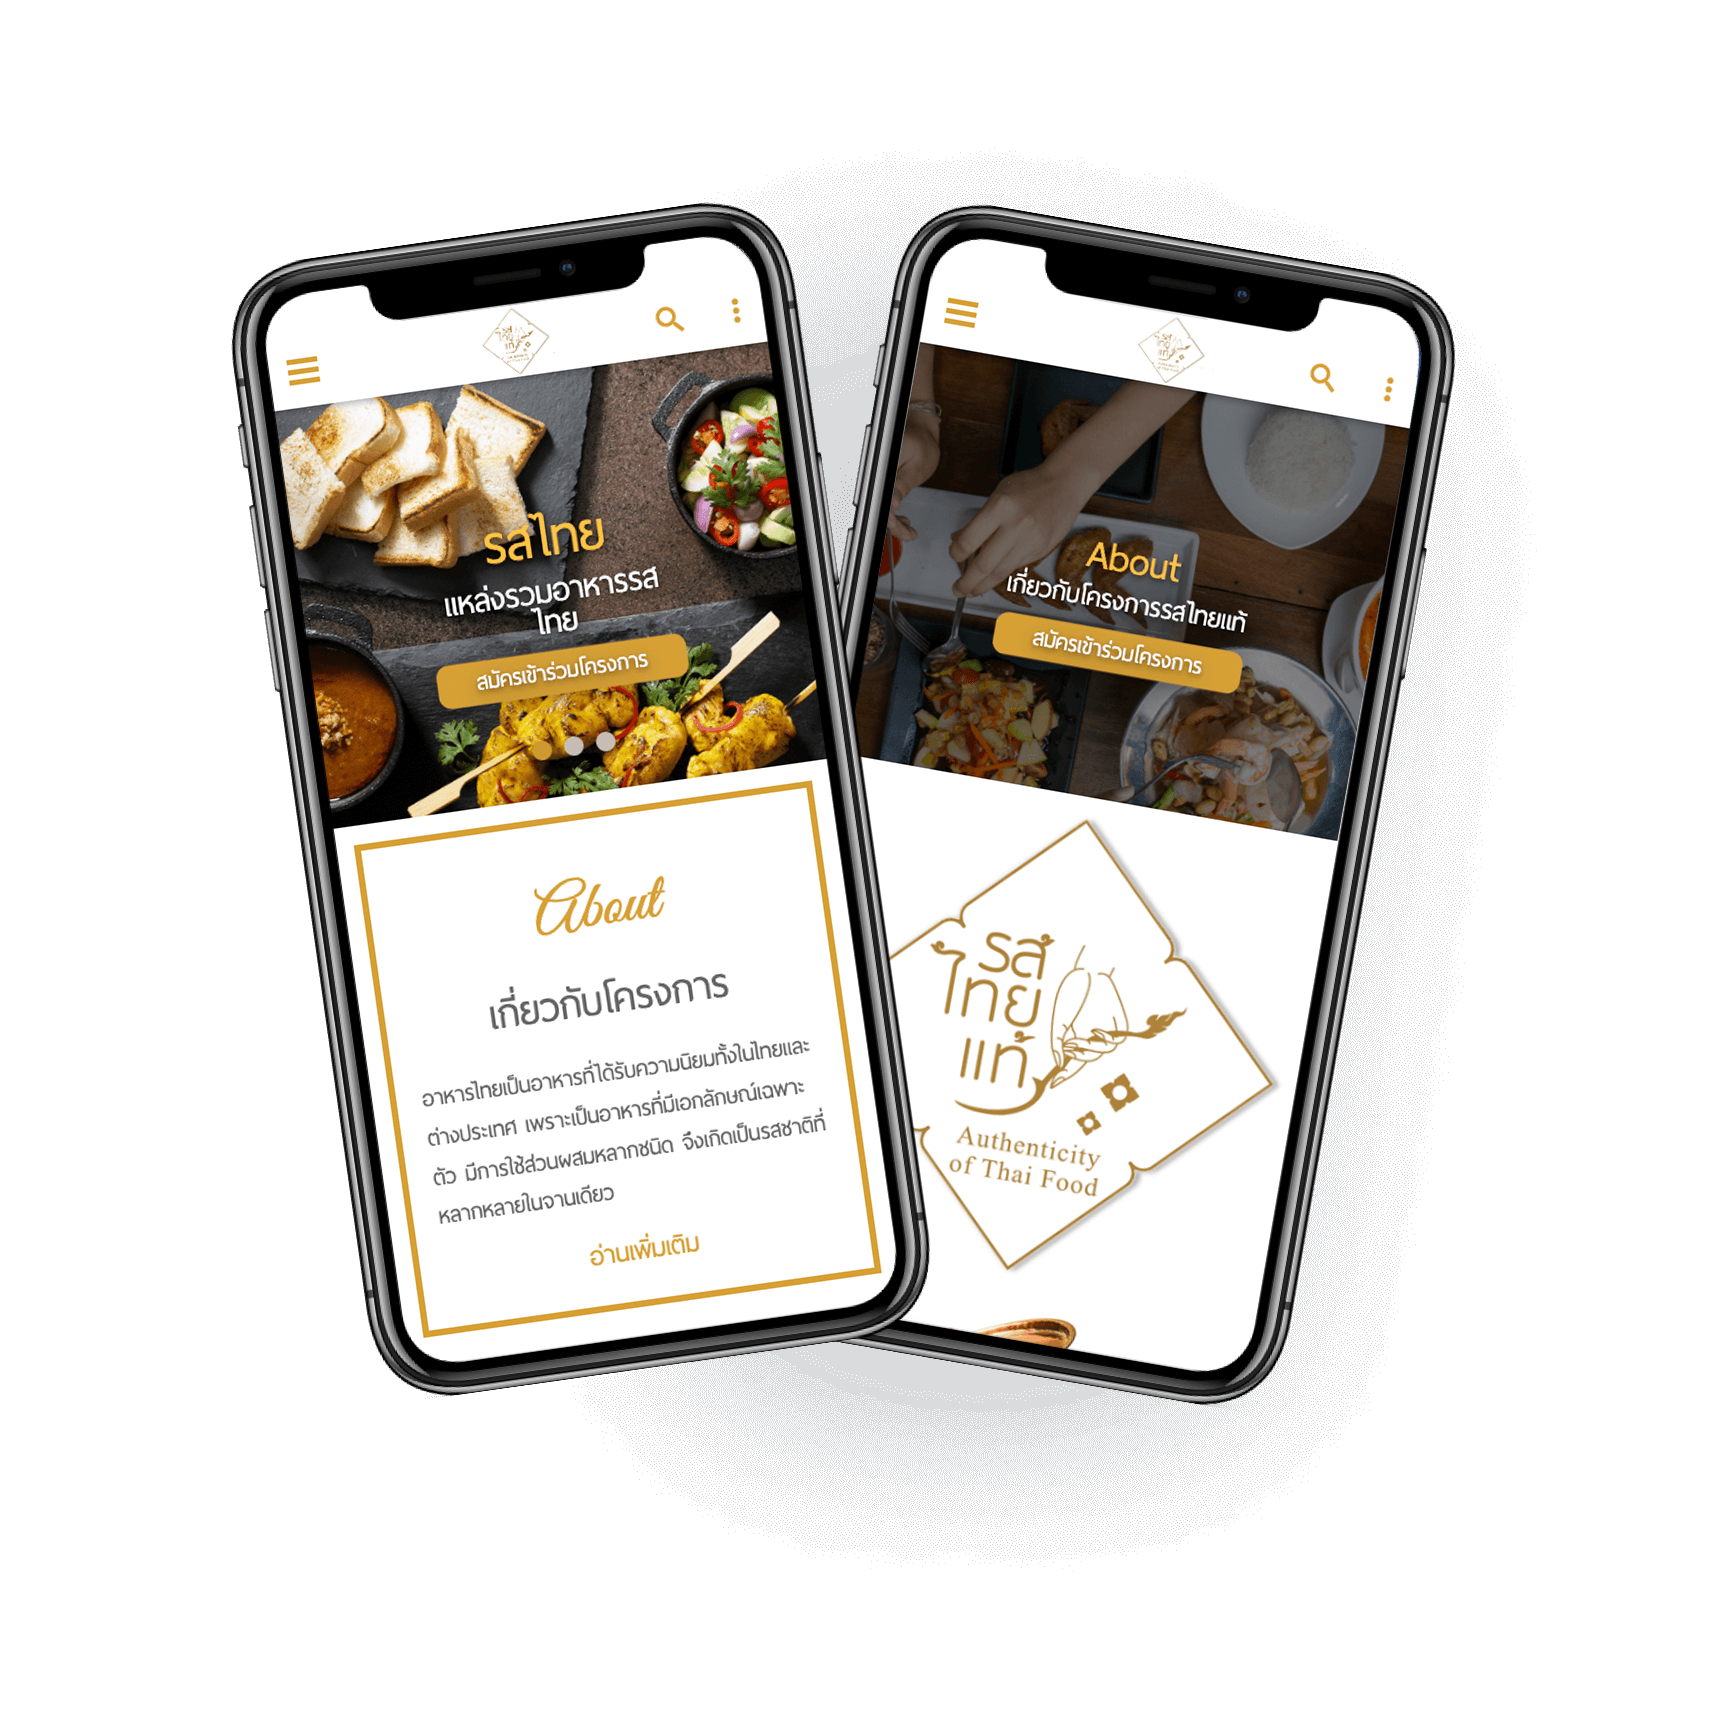 รสไทย
แหล่งรวมอาหารรส
ไทย
สมัครเข้าร่วมโครงการ
About
เกี่ยวกับโครงการ
อาหารไทยเป็นอาหารที่ได้รับความนิยมทั้งในไทยและ
ต่างประเทศ เพราะเป็นอาหารที่มีเอกลักษณ์เฉพาะ
ตัว มีการใช้ส่วนผสมหลากชนิด จึงเกิดเป็นรสชาติที่
หลากหลายในจานเดียว
อ่านเพิ่มเติม
รส
ไทย
แท้
About
เกี่ยวกับโครงการรสไทยแท้
สมัครเข้าร่วมโครงการ
รส
ไทย
แท้
Authenticity
of Thai Food